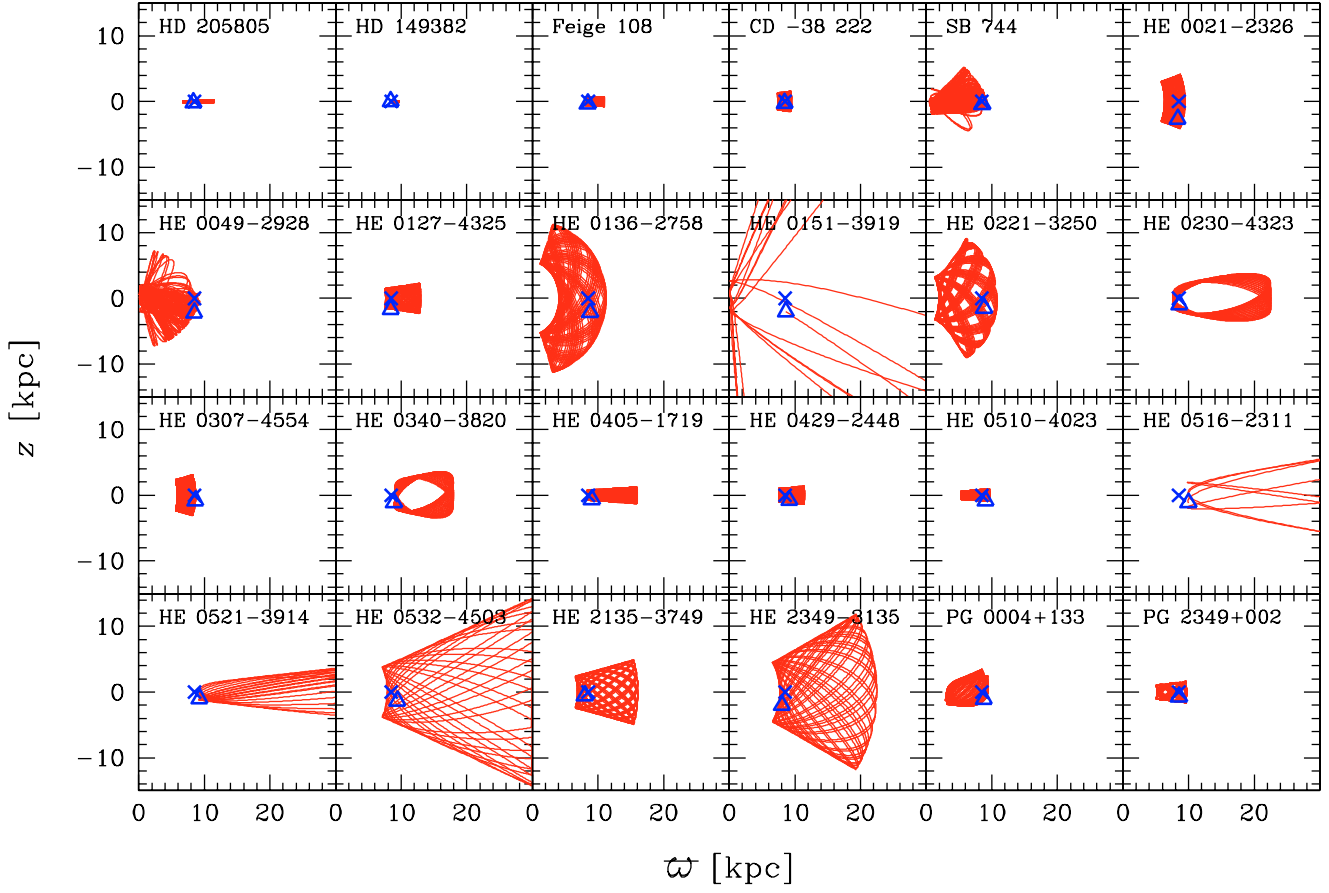 HD 205805 HD 149382 Feige 108 CD −38 222 SB 744 HE 0021−2326
10
0
−10
HE 0049−2928 HE 0127−4325 HE 0136−2758 HE 0151−3919 HE 0221−3250 HE 0230−4323
10
0
−10
z [kpc]
HE 0307−4554 HE 0340−3820 HE 0405−1719 HE 0429−2448 HE 0510−4023 HE 0516−2311
10
0
−10
HE 0521−3914 HE 0532−4503 HE 2135−3749 HE 2349−3135 PG 0004+133 PG 2349+002
10
0
−10
0 10 20 0 10 20 0 10 20 0 10 20 0 10 20 0 10 20
ϖ [kpc]